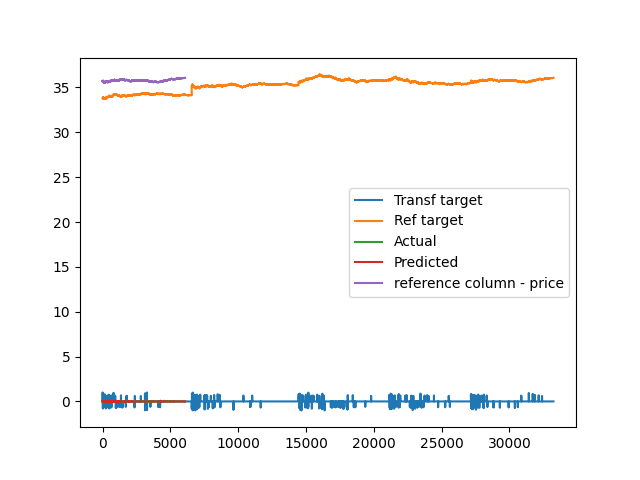 35
30
25
20
15
10
5
0
Transf target
Ref target
Actual
Predicted
reference column - price
0 5000 10000 15000 20000 25000 30000